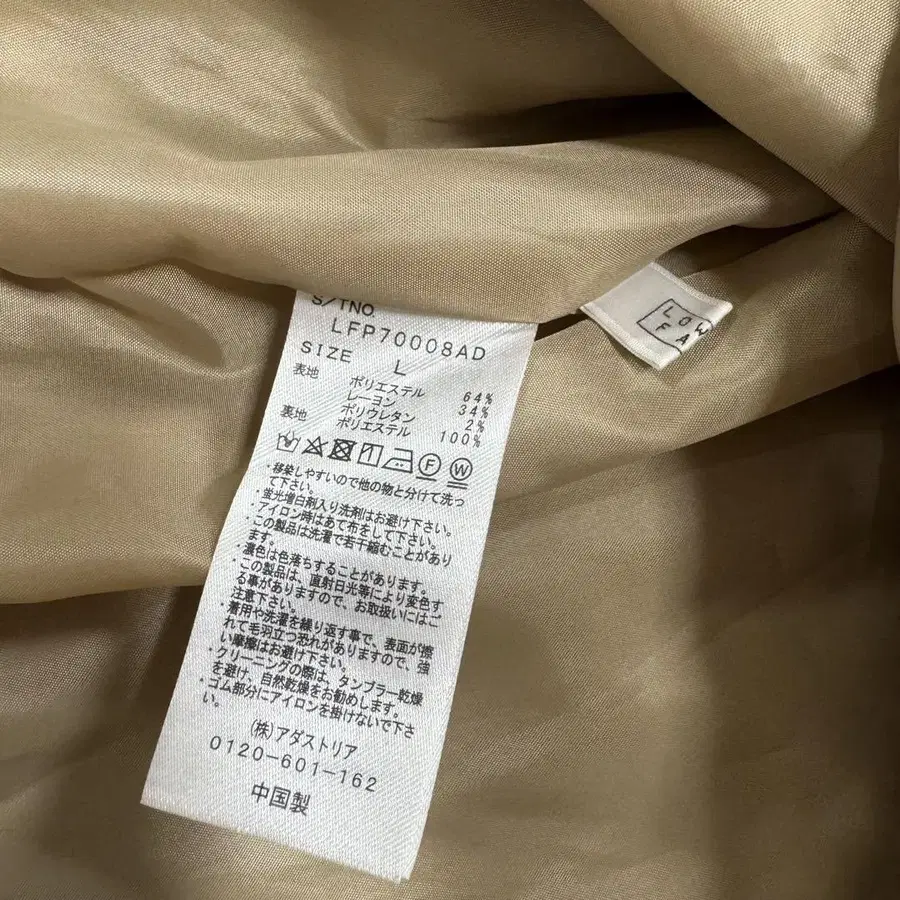 S/TNO.
LFP70008AD
SIZE L
表地 ポリエステル 64%
レーヨン 34%
ポリウレタン 2%
裏地 ポリエステル 100%
F W
・移染しやすいので他の物と分けて洗っ
て下さい。
・蛍光増白剤入り洗剤はお避け下さい。
・アイロン時はあて布をして下さい。
・この製品は洗濯で若干縮むことがあり
ます。
・濃色は色落ちすることがあります。
・この製品は、直射日光等により変色す
る事がありますので、お取扱いにはご
注意下さい。
・着用や洗濯を繰り返す事で、表面が擦
れて毛羽立つ恐れがありますので、強
い摩擦はお避け下さい。
・クリーニングの際は、タンブラー乾燥
を避け、自然乾燥をお勧めします。
・ゴム部分にアイロンを掛けないで下さ
い。
(株)アダストリア
0120-601-162
中国製
LOW
FA